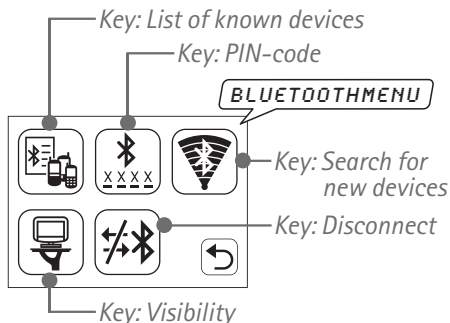 Key: List of known devices
Key: PIN-code
BLUETOOTHMENU
X X X X
Key: Search for
new devices
Key: Disconnect
Key: Visibility